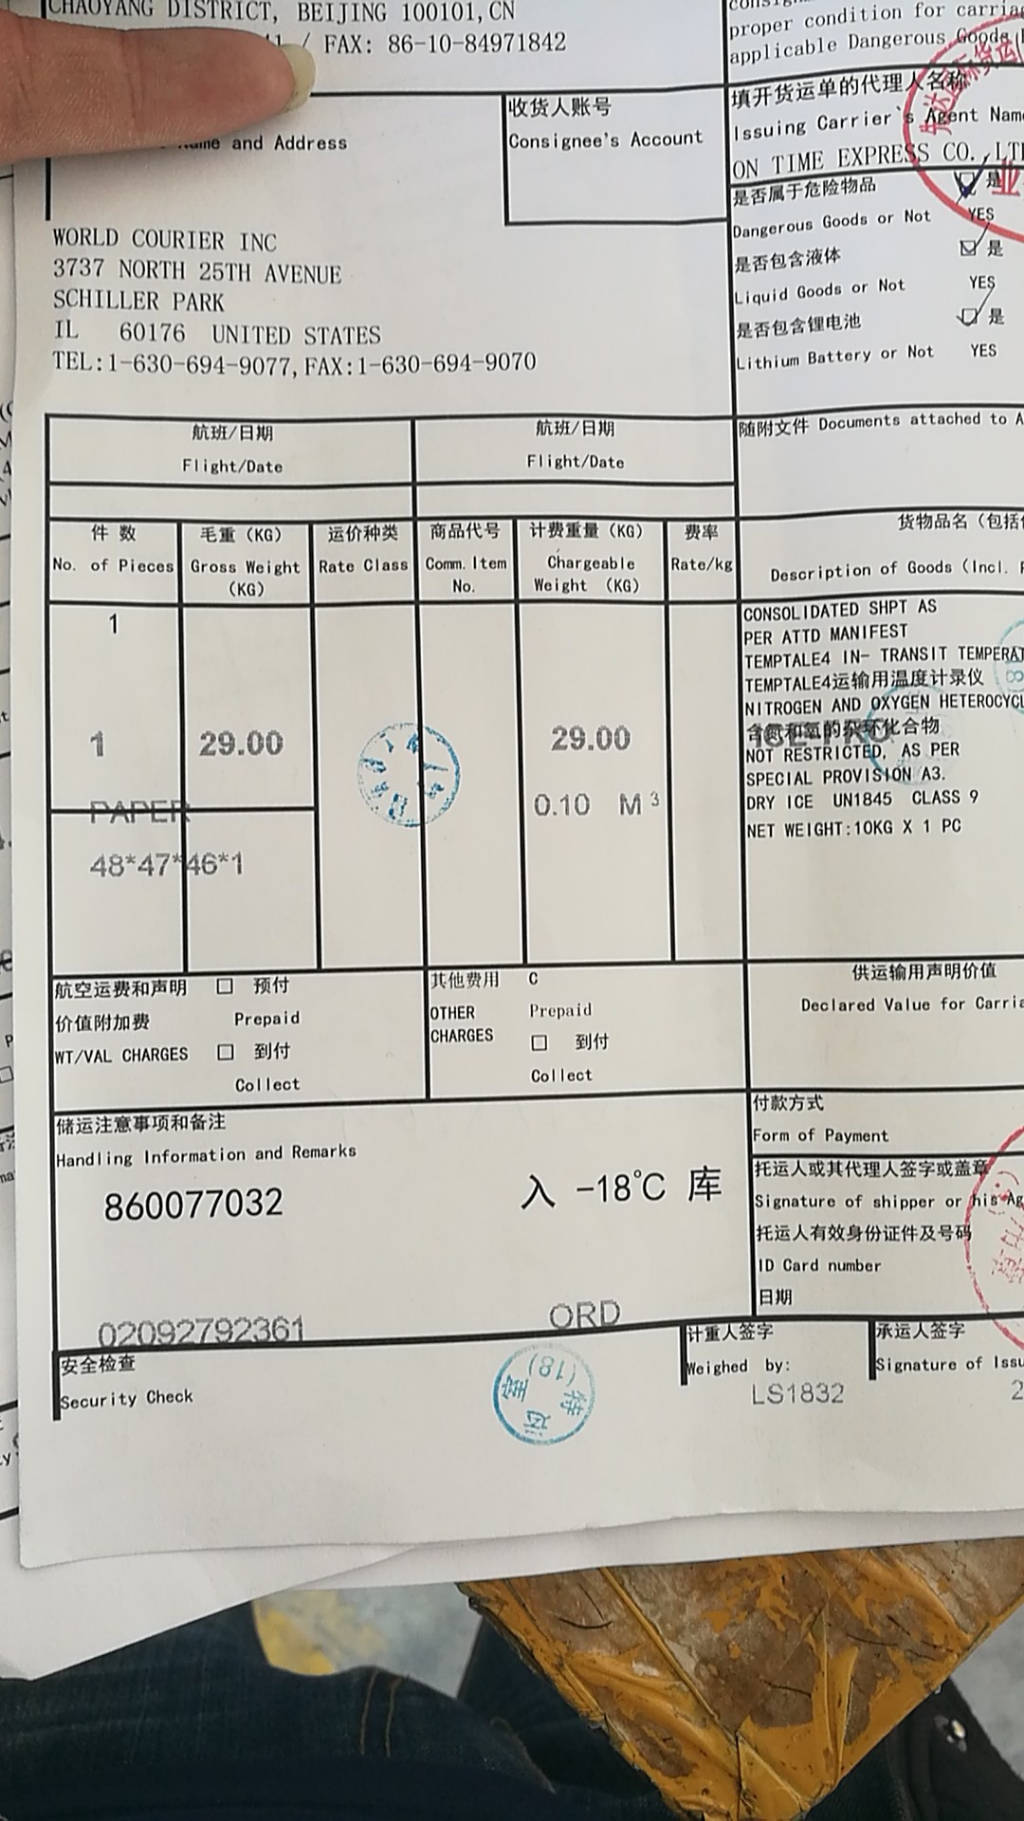 CHAOYANG DISTRICT, BEIJING 100101,CN
/ FAX: 86-10-84971842
proper condition for carria
applicable Dangerous Goods
收货人账号
Consignee's Account
and Address
填开货运单的代理人名称
Issuing Carrier's Agent Name
ON TIME EXPRESS CO.,LT
是否属于危险物品 是
Dangerous Goods or Not YES
是否包含液体 是
Liquid Goods or Not YES
是否包含锂电池 是
Lithium Battery or Not YES
WORLD COURIER INC
3737 NORTH 25TH AVENUE
SCHILLER PARK
IL 60176 UNITED STATES
TEL:1-630-694-9077,FAX:1-630-694-9070
航班/日期
Flight/Date
航班/日期
Flight/Date
随附文件 Documents attached to A
件数
No. of Pieces
毛重 (KG)
Gross Weight
(KG)
运价种类
Rate Class
商品代号
Comm.Item
No.
计费重量 (KG)
Chargeable
Weight (KG)
费率
Rate/kg
货物品名 (包括
Description of Goods (Incl.
1
1
29.00
29.00
0.10 M3
PAPER
48*47*46*1
CONSOLIDATED SHPT AS
PER ATTD MANIFEST
TEMPTALE4 IN- TRANSIT TEMPERAT
TEMPTALE4运输用温度计录仪
NITROGEN AND OXYGEN HETEROCYCL
含氮和氧的杂环化合物
NOT RESTRICTED, AS PER
SPECIAL PROVISION A3.
DRY ICE UN1845 CLASS 9
NET WEIGHT:10KG X 1 PC
航空运费和声明 □ 预付
价值附加费 Prepaid
WT/VAL CHARGES □ 到付
Collect
其他费用 C
OTHER Prepaid
CHARGES □ 到付
Collect
供运输用声明价值
Declared Value for Carria
付款方式
Form of Payment
储运注意事项和备注
Handling Information and Remarks
860077032
入 -18℃ 库
02092792361
ORD
托运人或其代理人签字或盖章
Signature of shipper or his Ag
托运人有效身份证件及号码
ID Card number
日期
安全检查
Security Check
(18)
计重人签字
Weighed by:
LS1832
承运人签字
Signature of Issu
2